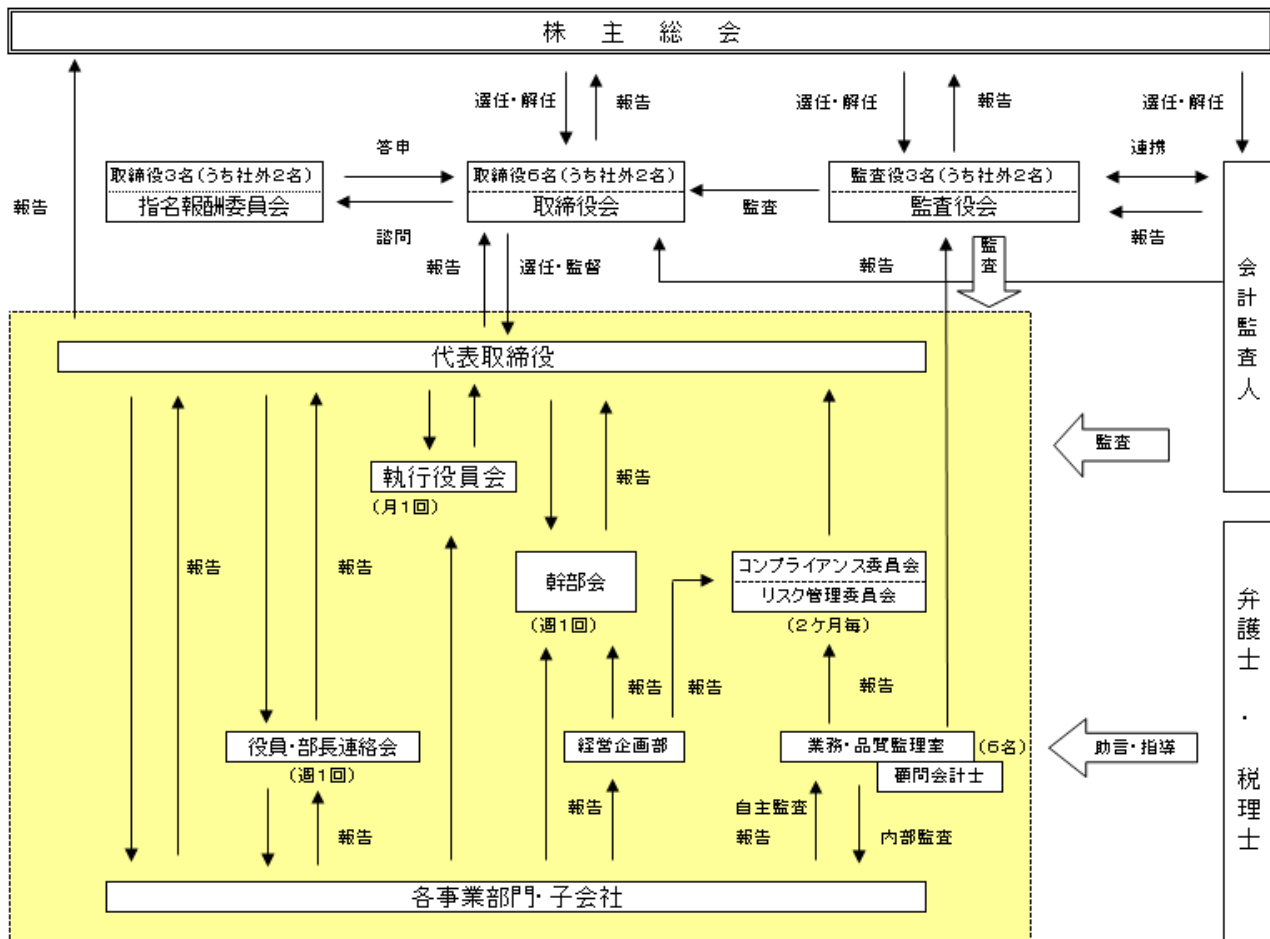 株主総会
選任・解任
報告
選任・解任
報告
選任・解任
答申
連携
取締役3名(うち社外2名)
指名報酬委員会
取締役6名(うち社外2名)
取締役会
監査役3名(うち社外2名)
監査役会
報告
監査
報告
諮問
報告
選任・監督
報告
監査
会計監査人
代表取締役
監査
執行役員会
(月1回)
報告
報告
報告
幹部会
(週1回)
コンプライアンス委員会
リスク管理委員会
(2ケ月毎)
弁護士・税理士
報告
報告
報告
役員・部長連絡会
(週1回)
経営企画部
業務・品質監理室
(6名)
顧問会計士
助言・指導
報告
報告
自主監査
報告
内部監査
各事業部門・子会社